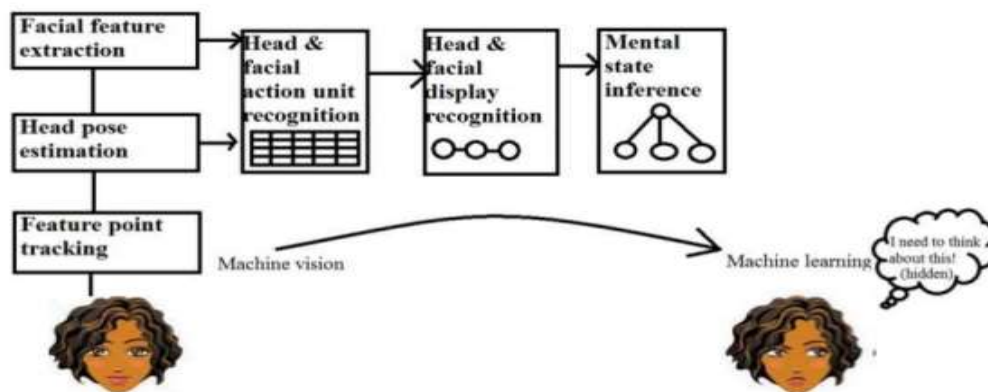 Facial feature
extraction
Head pose
estimation
Feature point
tracking
Head &
facial
action unit
recognition
Head &
facial
display
recognition
Mental
state
inference
Machine vision
Machine learning
I need to think
about this!
(hidden)